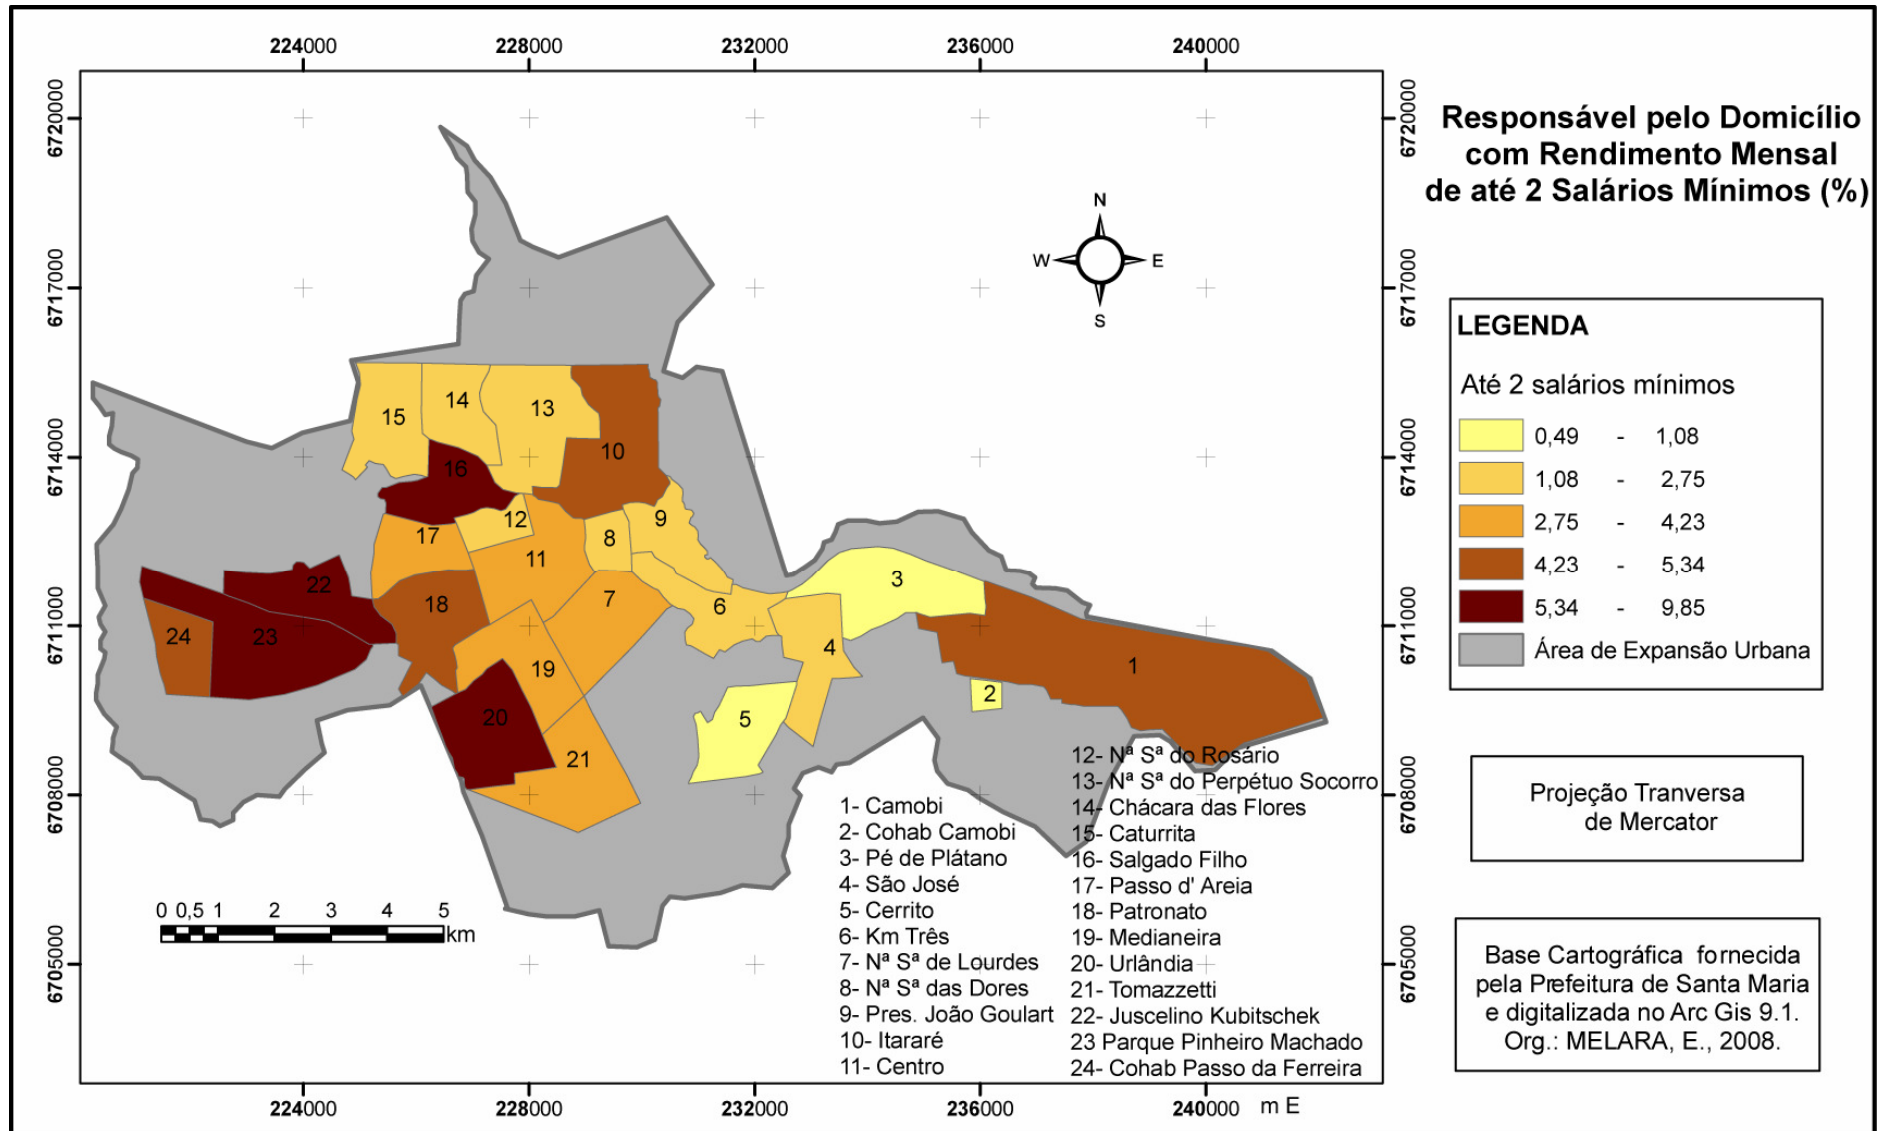 224000 228000 232000 236000 240000
6720000 6720000
6717000 6717000
6714000 6714000
6711000 6711000
6708000 6708000
6705000 6705000
Responsável pelo Domicílio
com Rendimento Mensal
de até 2 Salários Mínimos (%)
N
W E
S
LEGENDA
Até 2 salários mínimos
0,49 - 1,08
1,08 - 2,75
2,75 - 4,23
4,23 - 5,34
5,34 - 9,85
Área de Expansão Urbana
15
14
13
10
16
12
9
17
8
11
3
22
7
18
6
24
23
4
1
19
2
20
5
21
1- Camobi
2- Cohab Camobi
3- Pé de Plátano
4- São José
5- Cerrito
6- Km Três
7- Nª Sª de Lourdes
8- Nª Sª das Dores
9- Pres. João Goulart
10- Itararé
11- Centro
12- Nª Sª do Rosário
13- Nª Sª do Perpétuo Socorro
14- Chácara das Flores
15- Caturrita
16- Salgado Filho
17- Passo d' Areia
18- Patronato
19- Medianeira
20- Urlândia
21- Tomazzetti
22- Juscelino Kubitschek
23 Parque Pinheiro Machado
24- Cohab Passo da Ferreira
0 0,5 1 2 3 4 5
km
Projeção Tranversa
de Mercator
Base Cartográfica fornecida
pela Prefeitura de Santa Maria
e digitalizada no Arc Gis 9.1.
Org.: MELARA, E., 2008.
224000 228000 232000 236000 240000 m E